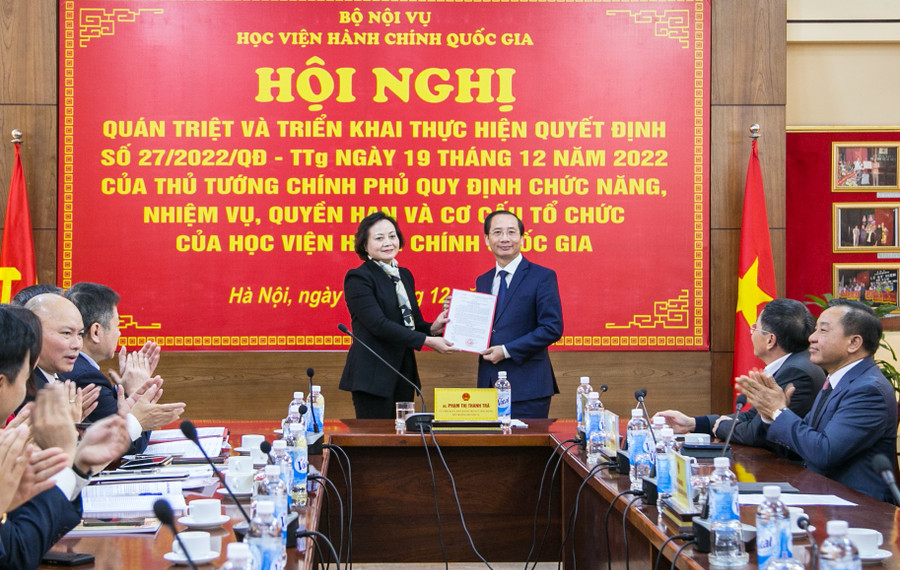 BỘ NỘI VỤ
HỌC VIỆN HÀNH CHÍNH QUỐC GIA
HỘI NGHỊ
QUÁN TRIỆT VÀ TRIỂN KHAI THỰC HIỆN QUYẾT ĐỊNH
SỐ 27/2022/QĐ - TTg NGÀY 19 THÁNG 12 NĂM 2022
CỦA THỦ TƯỚNG CHÍNH PHỦ QUY ĐỊNH CHỨC NĂNG,
NHIỆM VỤ, QUYỀN HẠN VÀ CƠ CẤU TỔ CHỨC
CỦA HỌC VIỆN H CHÍNH QUỐC GIA
Hà Nội, ngày 12
PHẠM THỊ THANH TRÀ